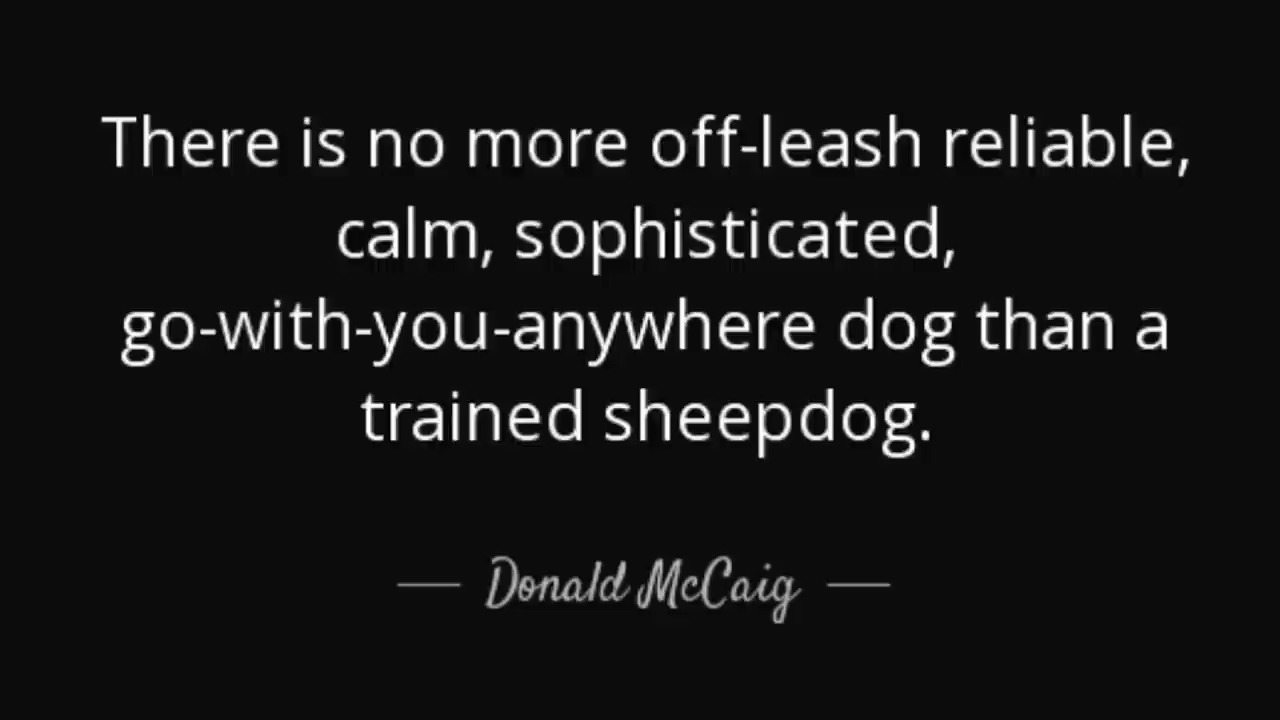 There is no more off-leash reliable,
calm, sophisticated,
go-with-you-anywhere dog than a
trained sheepdog.
Donald McCaig